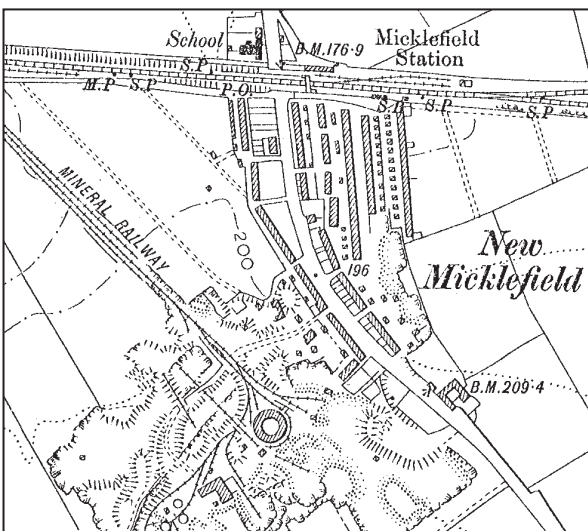 School
B.M.176·9
Micklefield
Station
S.P.
M.P.
S.P.
P.O.
S.B.
S.P.
S.P.
MINERAL RAILWAY
200
196
New
Micklefield
B.M.209·4